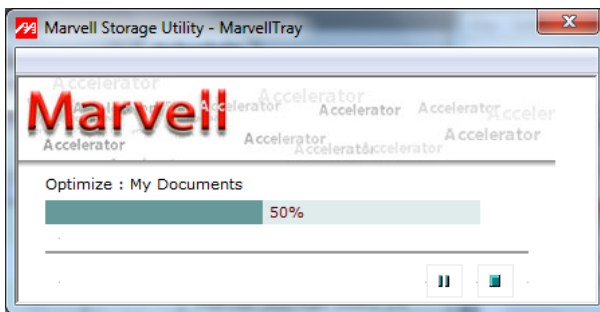 Marvell Storage Utility - MarvellTray
Accelerator
Marvell
Accelerator Accelerator Accelerator
Accelerator
Accelerator
Accelerator
Accelerator
Optimize : My Documents
50%